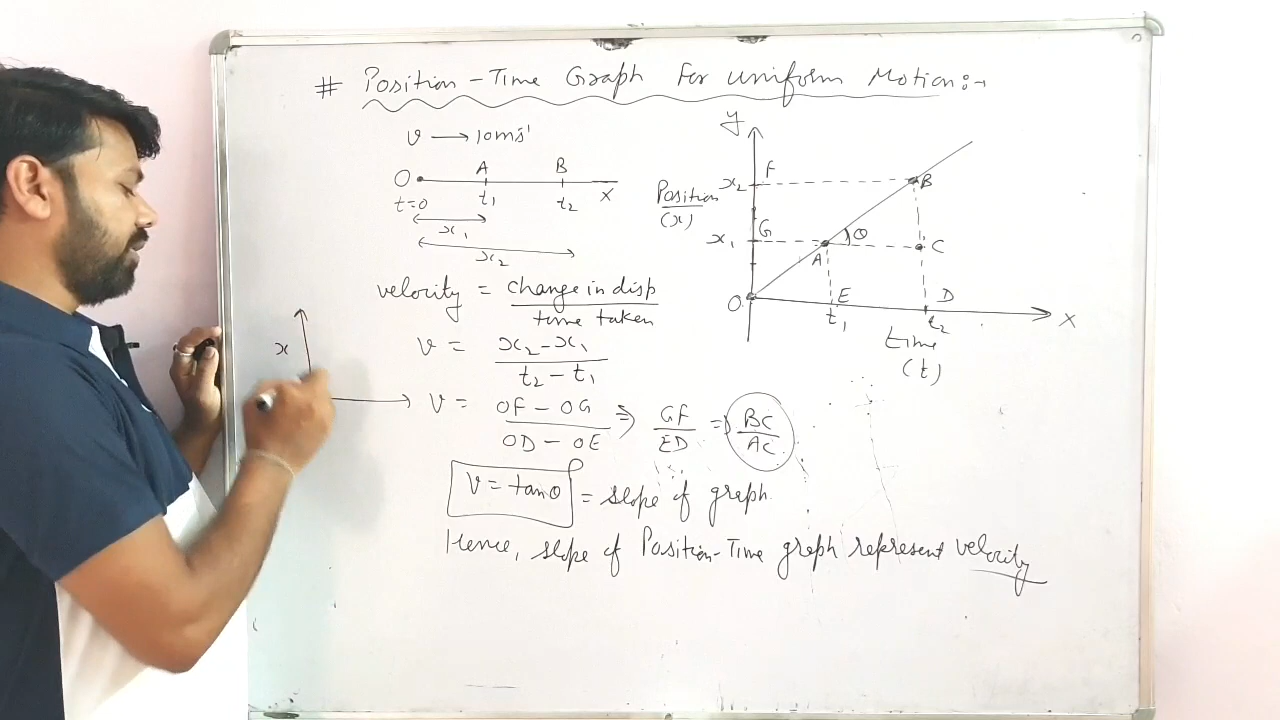 # Position-Time Graph For Uniform Motion:→
v → 10ms⁻¹
O A B X
t=0 t₁ t₂
x₁
x₂
velocity = change in disp / time taken
v = x₂-x₁ / t₂-t₁
v = OF-OG / OD-OE ⇒ GF/ED = BC/AC
v = tanθ = slope of graph.
Hence, slope of Position-Time graph represent velocity
y
Position (x)
x₂ F B
x₁ G A θ C
O E D X
t₁ t₂
time
(t)
x